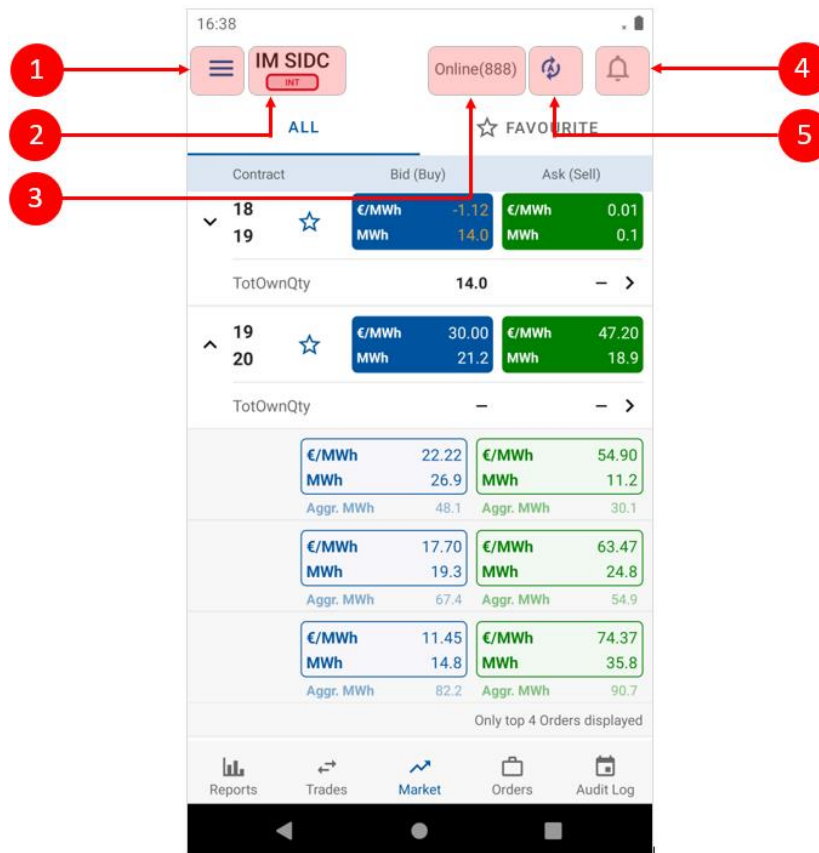 16:38
1
IM SIDC
INT
Online(888)
4
2
ALL
FAVOURITE
5
3
Contract Bid (Buy) Ask (Sell)
18 €/MWh -1.12 €/MWh 0.01
19 MWh 14.0 MWh 0.1
TotOwnQty 14.0 –
19 €/MWh 30.00 €/MWh 47.20
20 MWh 21.2 MWh 18.9
TotOwnQty – –
€/MWh 22.22 €/MWh 54.90
MWh 26.9 MWh 11.2
Aggr. MWh 48.1 Aggr. MWh 30.1
€/MWh 17.70 €/MWh 63.47
MWh 19.3 MWh 24.8
Aggr. MWh 67.4 Aggr. MWh 54.9
€/MWh 11.45 €/MWh 74.37
MWh 14.8 MWh 35.8
Aggr. MWh 82.2 Aggr. MWh 90.7
Only top 4 Orders displayed
Reports Trades Market Orders Audit Log